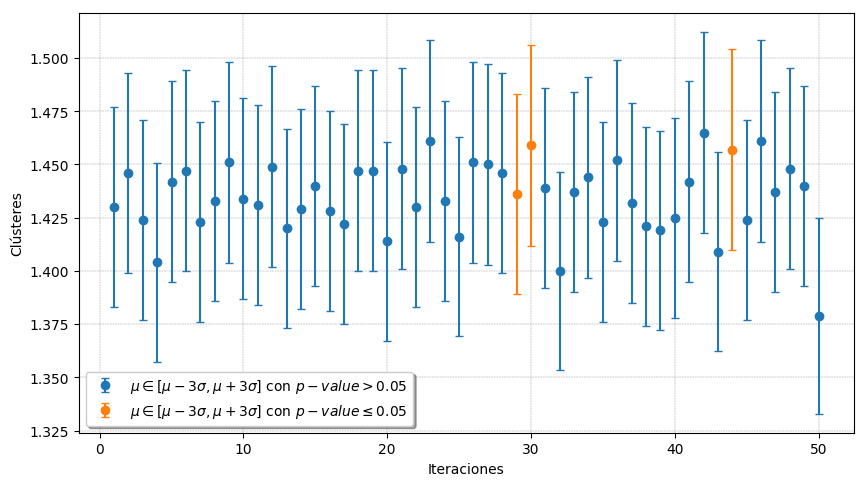 1.500
1.475
1.450
1.425
1.400
1.375
1.350
1.325
Clústeres
μ ∈ [μ − 3σ, μ + 3σ] con p − value > 0.05
μ ∈ [μ − 3σ, μ + 3σ] con p − value ≤ 0.05
0 10 20 30 40 50
Iteraciones